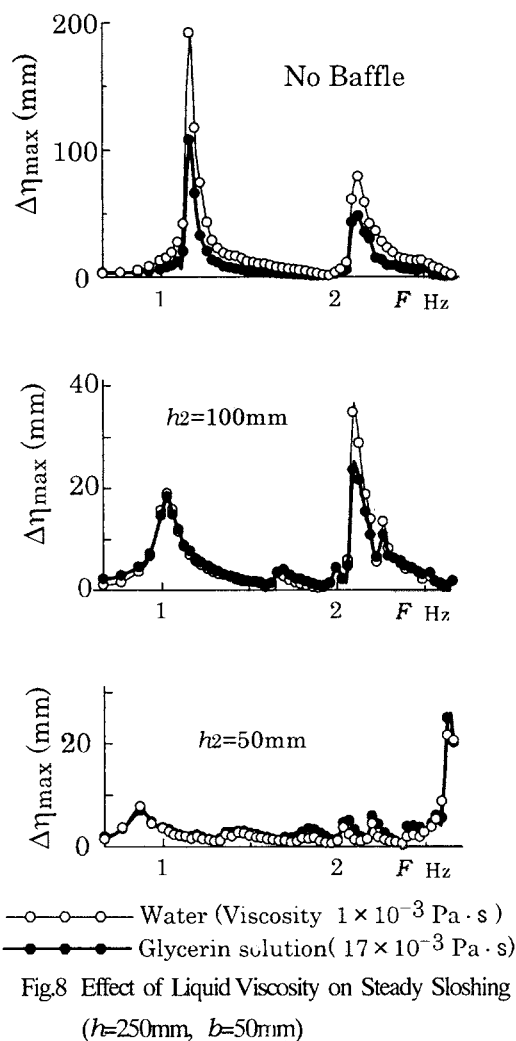 200
100
0
Δηmax (mm)
No Baffle
1
2
F Hz
40
20
0
Δηmax (mm)
h2=100mm
1
2
F Hz
20
0
Δηmax (mm)
h2=50mm
1
2
F Hz
Water (Viscosity 1×10⁻³ Pa·s)
Glycerin solution( 17×10⁻³ Pa·s)
Fig.8 Effect of Liquid Viscosity on Steady Sloshing
(h=250mm, b=50mm)